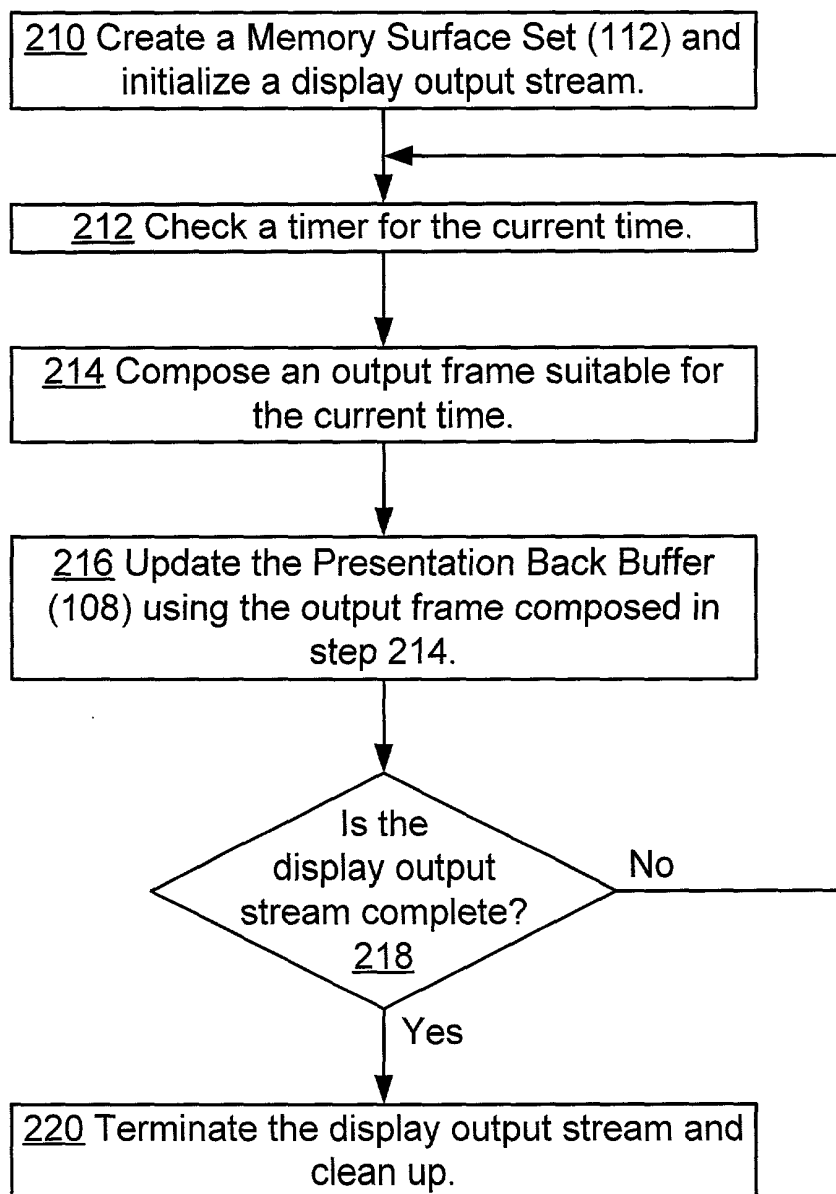 210 Create a Memory Surface Set (112) and
initialize a display output stream.
212 Check a timer for the current time.
214 Compose an output frame suitable for
the current time.
216 Update the Presentation Back Buffer
(108) using the output frame composed in
step 214.
Is the
display output
stream complete?
218
No
Yes
220 Terminate the display output stream and
clean up.